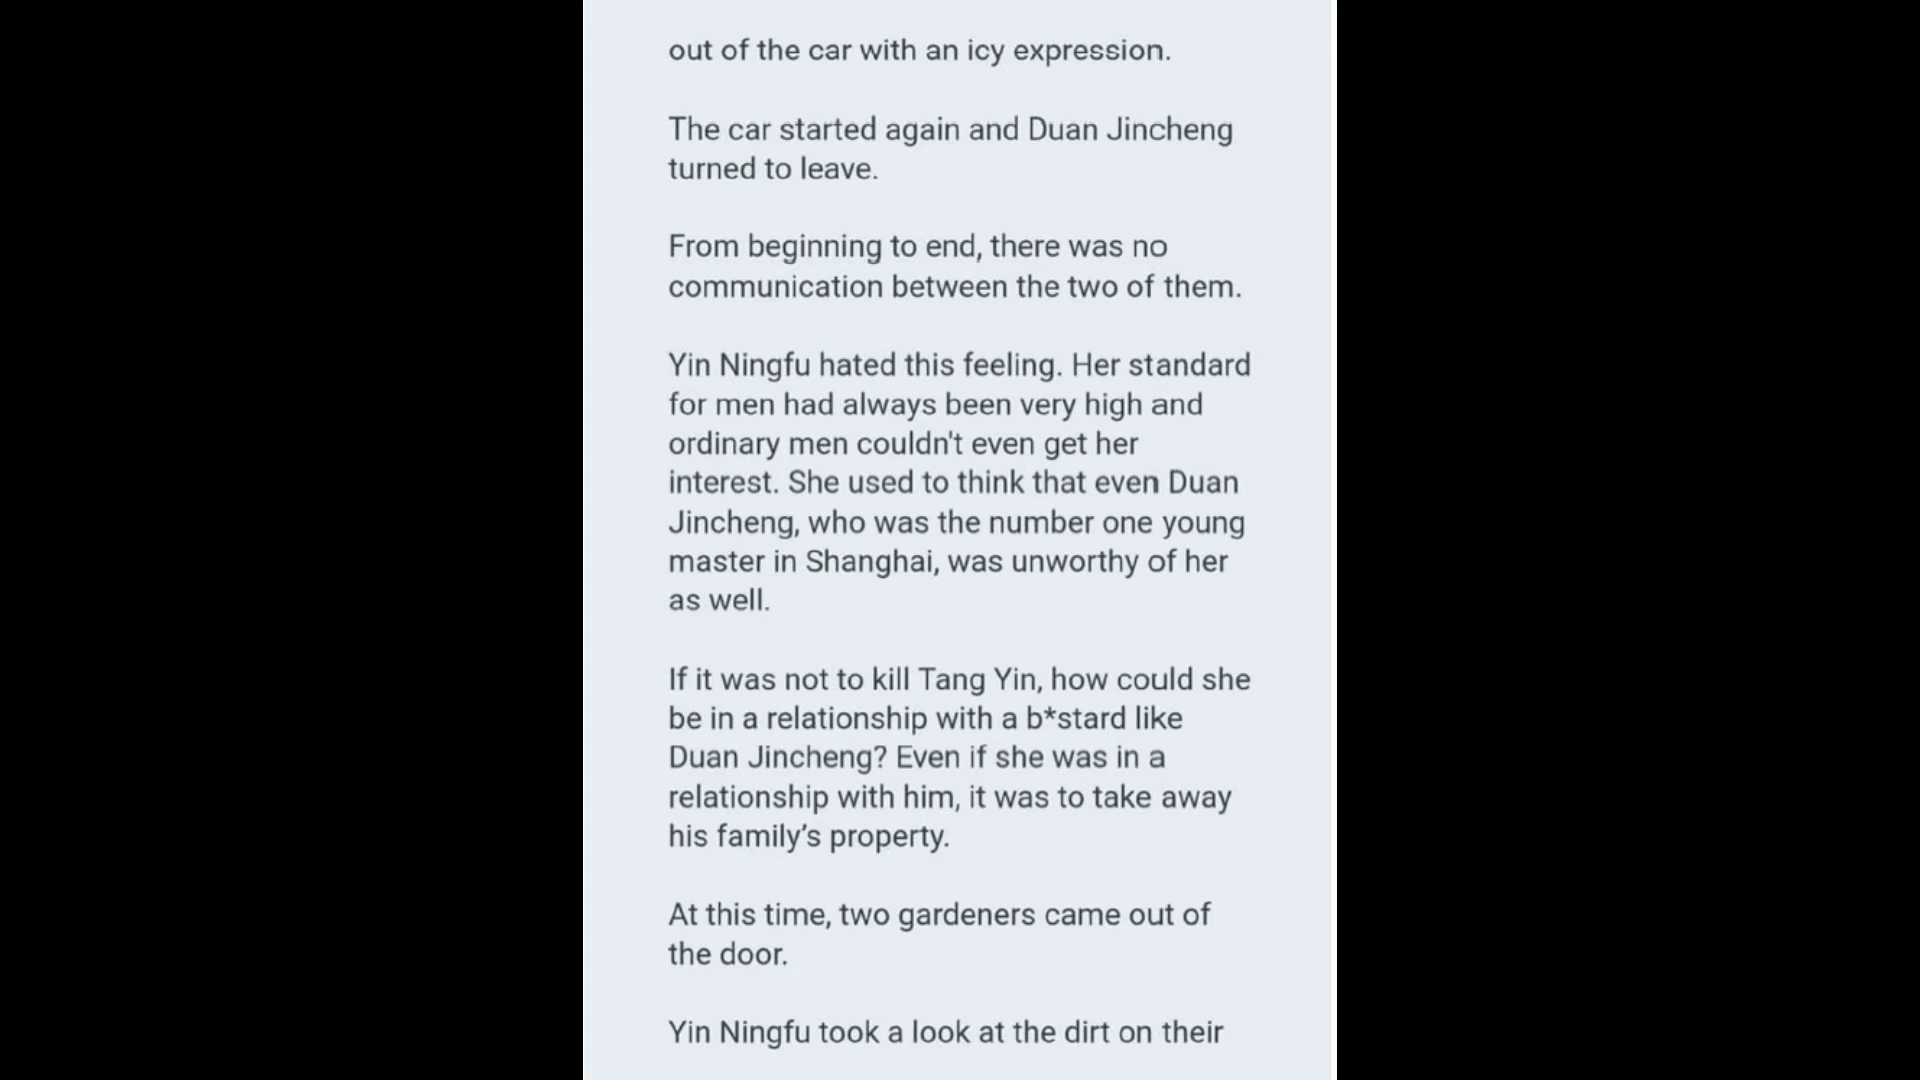 out of the car with an icy expression.
The car started again and Duan Jincheng
turned to leave.
From beginning to end, there was no
communication between the two of them.
Yin Ningfu hated this feeling. Her standard
for men had always been very high and
ordinary men couldn't even get her
interest. She used to think that even Duan
Jincheng, who was the number one young
master in Shanghai, was unworthy of her
as well.
If it was not to kill Tang Yin, how could she
be in a relationship with a b*stard like
Duan Jincheng? Even if she was in a
relationship with him, it was to take away
his family’s property.
At this time, two gardeners came out of
the door.
Yin Ningfu took a look at the dirt on their